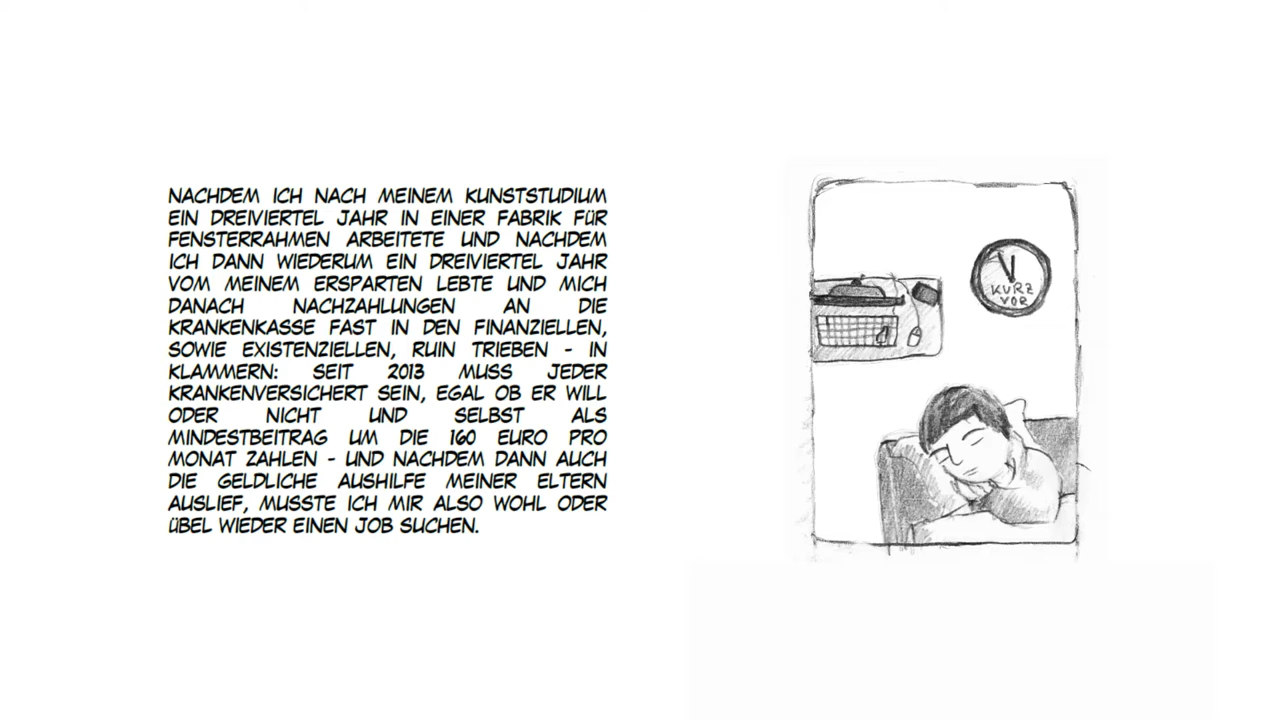 NACHDEM ICH NACH MEINEM KUNSTSTUDIUM
EIN DREIVIERTEL JAHR IN EINER FABRIK FÜR
FENSTERRAHMEN ARBEITETE UND NACHDEM
ICH DANN WIEDERUM EIN DREIVIERTEL JAHR
VOM MEINEM ERSPARTEN LEBTE UND MICH
DANACH NACHZAHLUNGEN AN DIE
KRANKENKASSE FAST IN DEN FINANZIELLEN,
SOWIE EXISTENZIELLEN, RUIN TRIEBEN - IN
KLAMMERN: SEIT 2013 MUSS JEDER
KRANKENVERSICHERT SEIN, EGAL OB ER WILL
ODER NICHT UND SELBST ALS
MINDESTBEITRAG UM DIE 160 EURO PRO
MONAT ZAHLEN - UND NACHDEM DANN AUCH
DIE GELDLICHE AUSHILFE MEINER ELTERN
AUSLIEF, MUSSTE ICH MIR ALSO WOHL ODER
ÜBEL WIEDER EINEN JOB SUCHEN.
KURZ
VOR